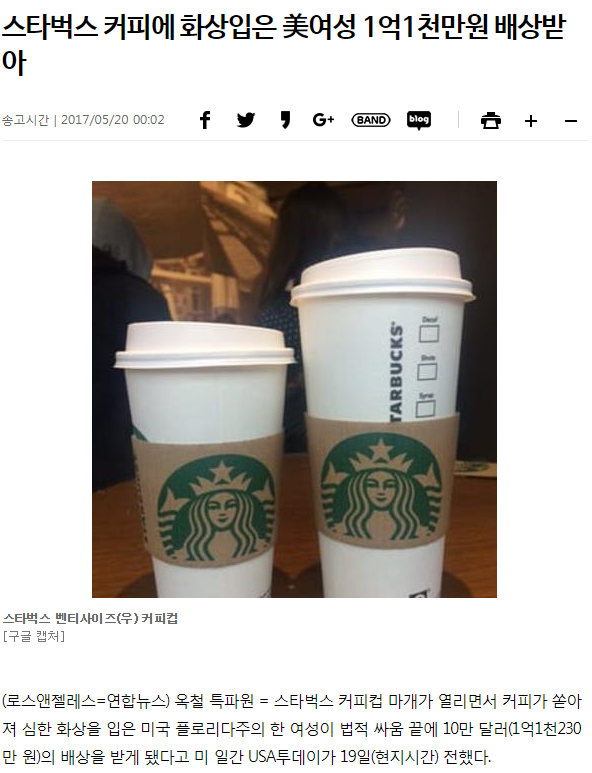 스타벅스 커피에 화상입은 美여성 1억1천만원 배상받
아
송고시간 | 2017/05/20 00:02
G+
BAND
blog
TARBUCKS®
Decaf
Shots
Syrup
스타벅스 벤티사이즈(우) 커피컵
[구글 캡처]
(로스앤젤레스=연합뉴스) 옥철 특파원 = 스타벅스 커피컵 마개가 열리면서 커피가 쏟아
져 심한 화상을 입은 미국 플로리다주의 한 여성이 법적 싸움 끝에 10만 달러(1억1천230
만 원)의 배상을 받게 됐다고 미 일간 USA투데이가 19일(현지시간) 전했다.